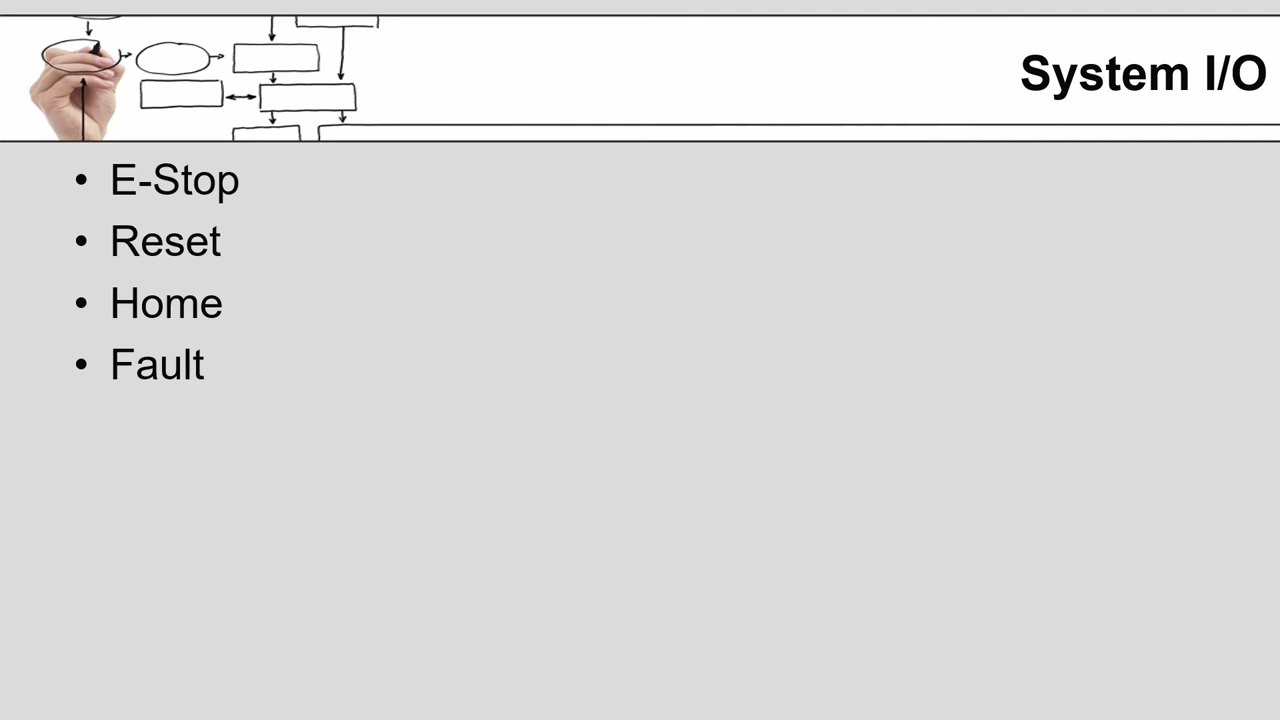 System I/O
• E-Stop
• Reset
• Home
• Fault